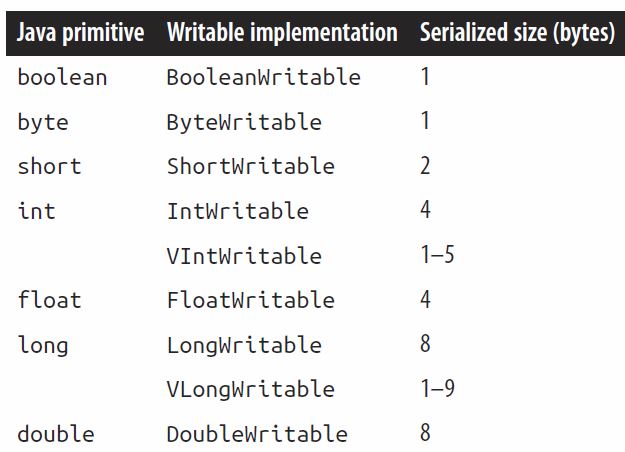 Java primitive Writable implementation Serialized size (bytes)
boolean BooleanWritable 1
byte ByteWritable 1
short ShortWritable 2
int IntWritable 4
VIntWritable 1–5
float FloatWritable 4
long LongWritable 8
VLongWritable 1–9
double DoubleWritable 8